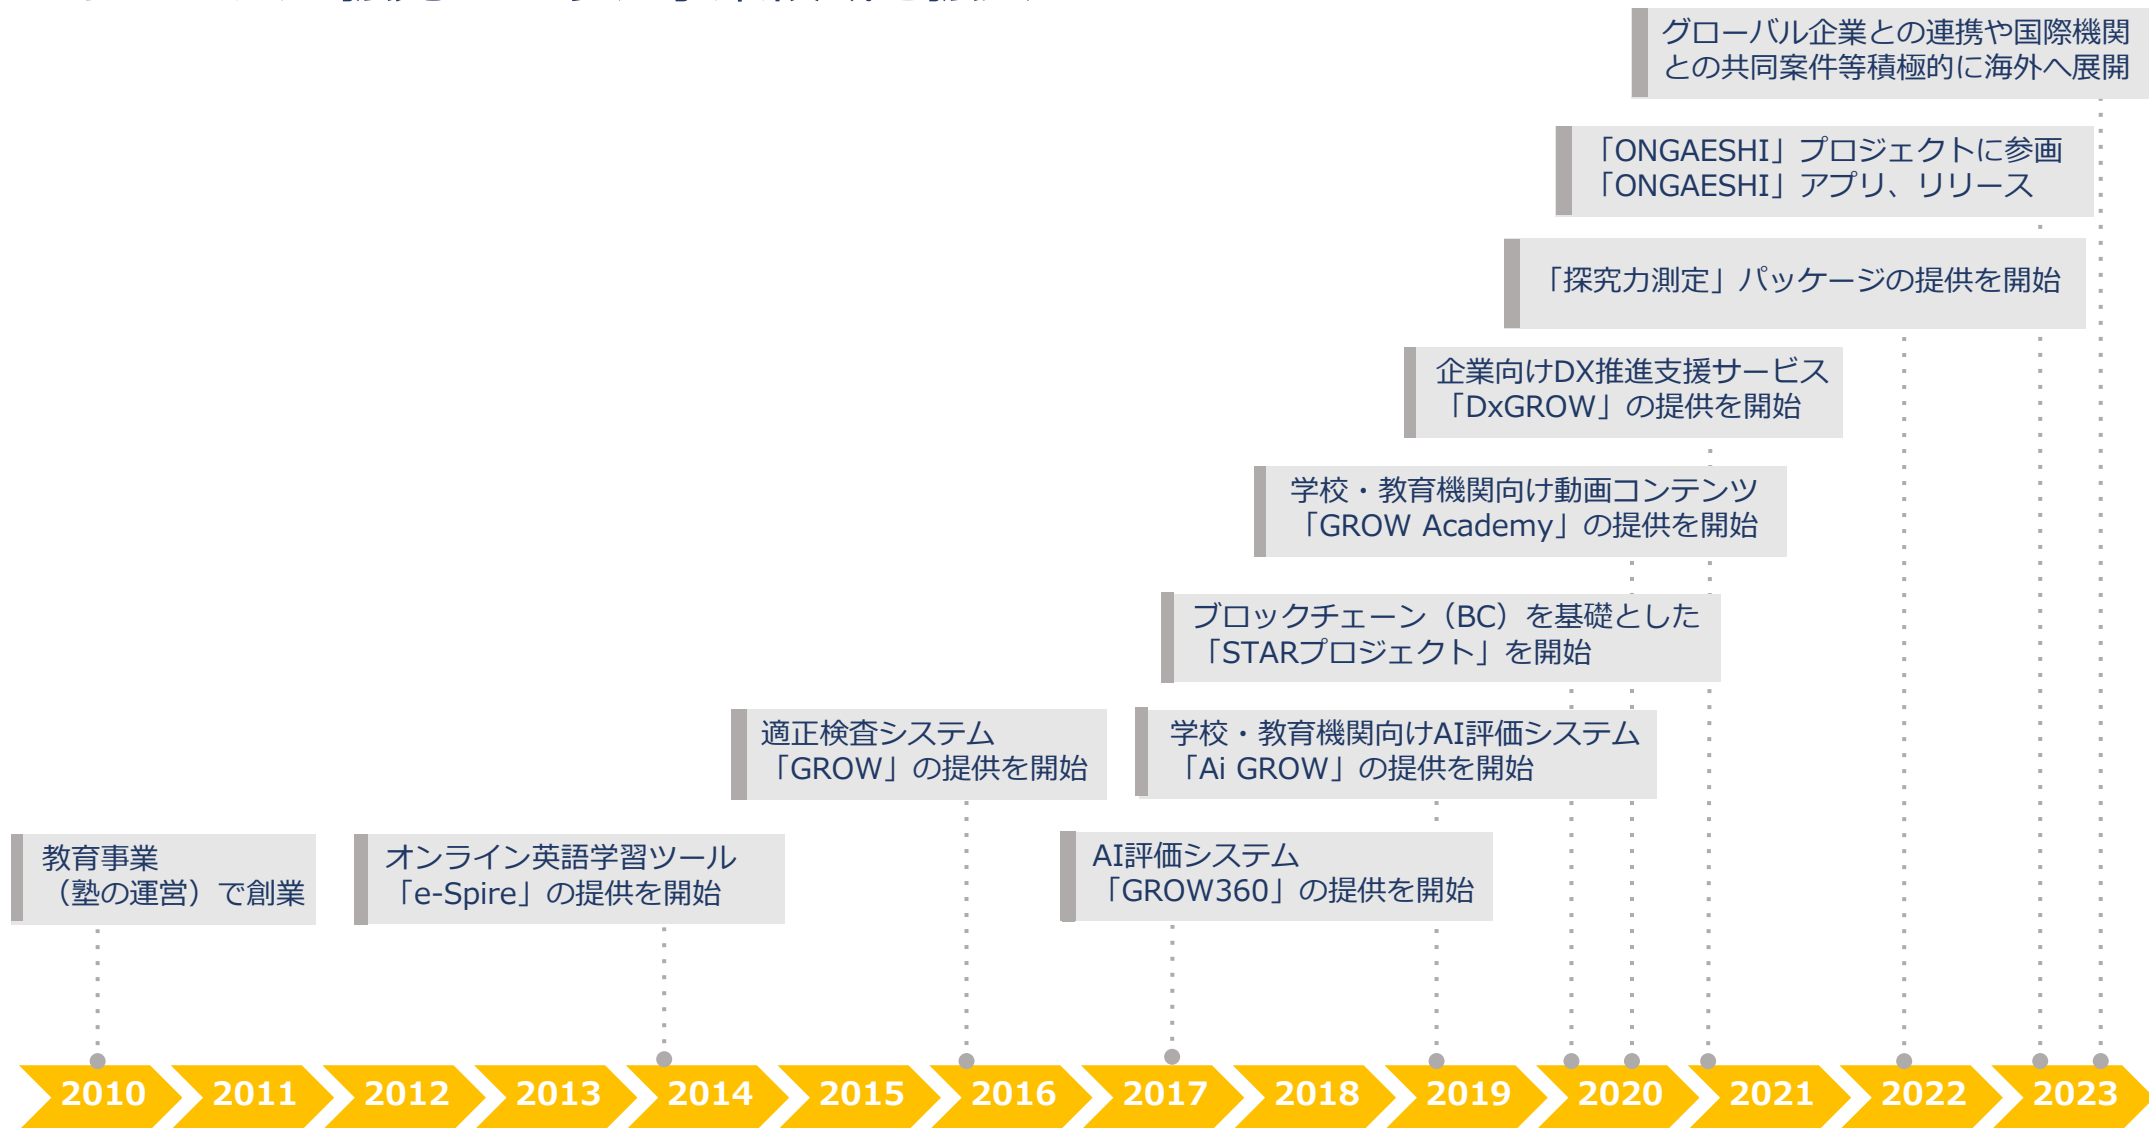 グローバル企業との連携や国際機関
との共同案件等積極的に海外へ展開
「ONGAESHI」プロジェクトに参画
「ONGAESHI」アプリ、リリース
「探究力測定」パッケージの提供を開始
企業向けDX推進支援サービス
「DxGROW」の提供を開始
学校・教育機関向け動画コンテンツ
「GROW Academy」の提供を開始
ブロックチェーン（BC）を基礎とした
「STARプロジェクト」を開始
適正検査システム
「GROW」の提供を開始
学校・教育機関向けAI評価システム
「Ai GROW」の提供を開始
教育事業
（塾の運営）で創業
オンライン英語学習ツール
「e-Spire」の提供を開始
AI評価システム
「GROW360」の提供を開始
2010 2011 2012 2013 2014 2015 2016 2017 2018 2019 2020 2021 2022 2023